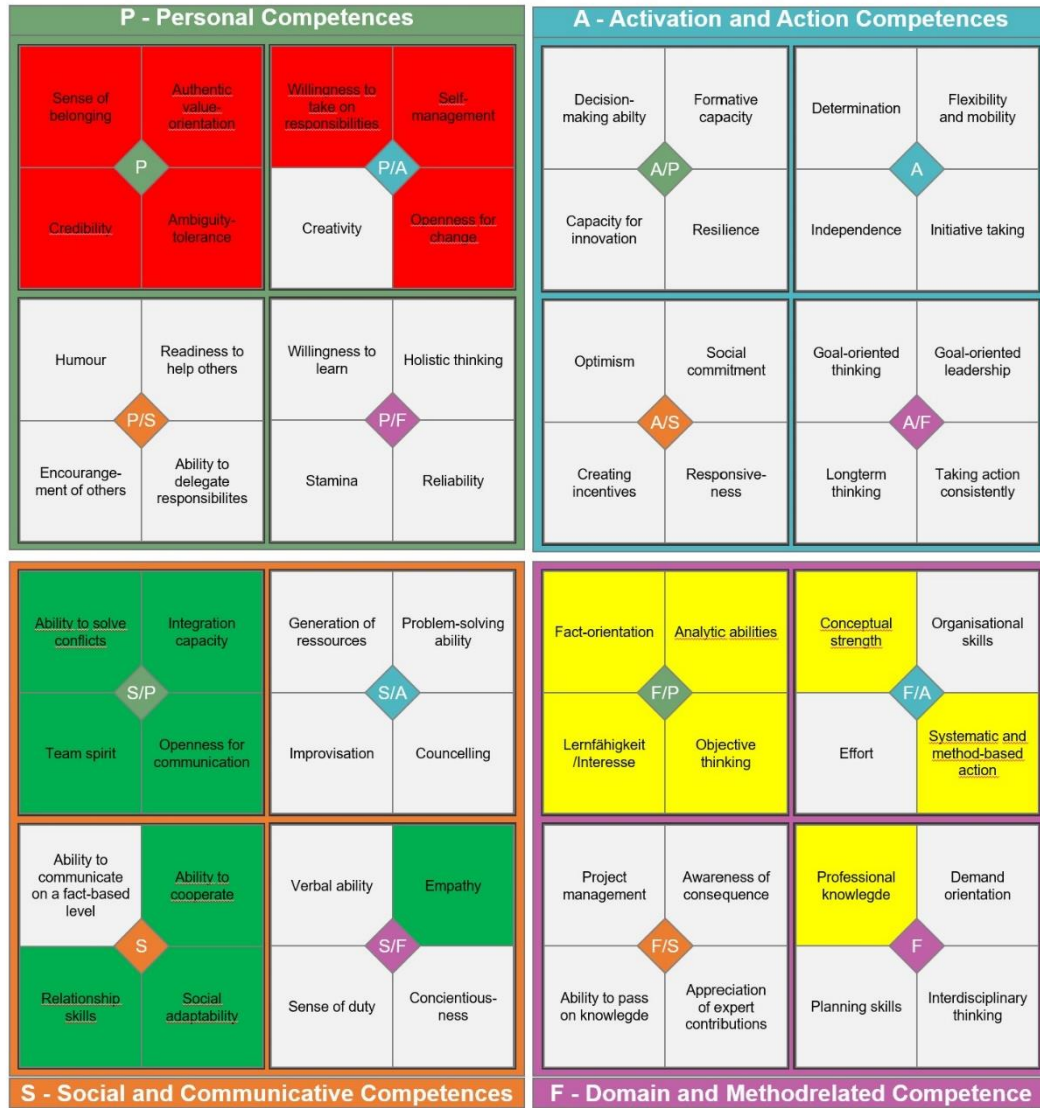 P - Personal Competences
Sense of
belonging
Authentic
value-
orientation
P
Credibility
Ambiguity-
tolerance
Willingness to
take on
responsibilities
Self-
management
P/A
Creativity
Openness for
change
Humour
Readiness to
help others
P/S
Encourange-
ment of others
Ability to
delegate
responsibilites
Willingness to
learn
Holistic thinking
P/F
Stamina
Reliability
A - Activation and Action Competences
Decision-
making abilty
Formative
capacity
A/P
Capacity for
innovation
Resilience
Determination
Flexibility
and mobility
A
Independence
Initiative taking
Optimism
Social
commitment
A/S
Creating
incentives
Responsive-
ness
Goal-oriented
thinking
Goal-oriented
leadership
A/F
Longterm
thinking
Taking action
consistently
Ability to solve
conflicts
Integration
capacity
S/P
Team spirit
Openness for
communication
Generation of
ressources
Problem-solving
ability
S/A
Improvisation
Councelling
Ability to
communicate
on a fact-based
level
Ability to
cooperate
S
Relationship
skills
Social
adaptability
Verbal ability
Empathy
S/F
Sense of duty
Concientious-
ness
S - Social and Communicative Competences
Fact-orientation
Analytic abilities
F/P
Lernfähigkeit
/Interesse
Objective
thinking
Conceptual
strength
Organisational
skills
F/A
Effort
Systematic and
method-based
action
Project
management
Awareness of
consequence
F/S
Ability to pass
on knowlegde
Appreciation
of expert
contributions
Professional
knowlegde
Demand
orientation
F
Planning skills
Interdisciplinary
thinking
F - Domain and Methodrelated Competence